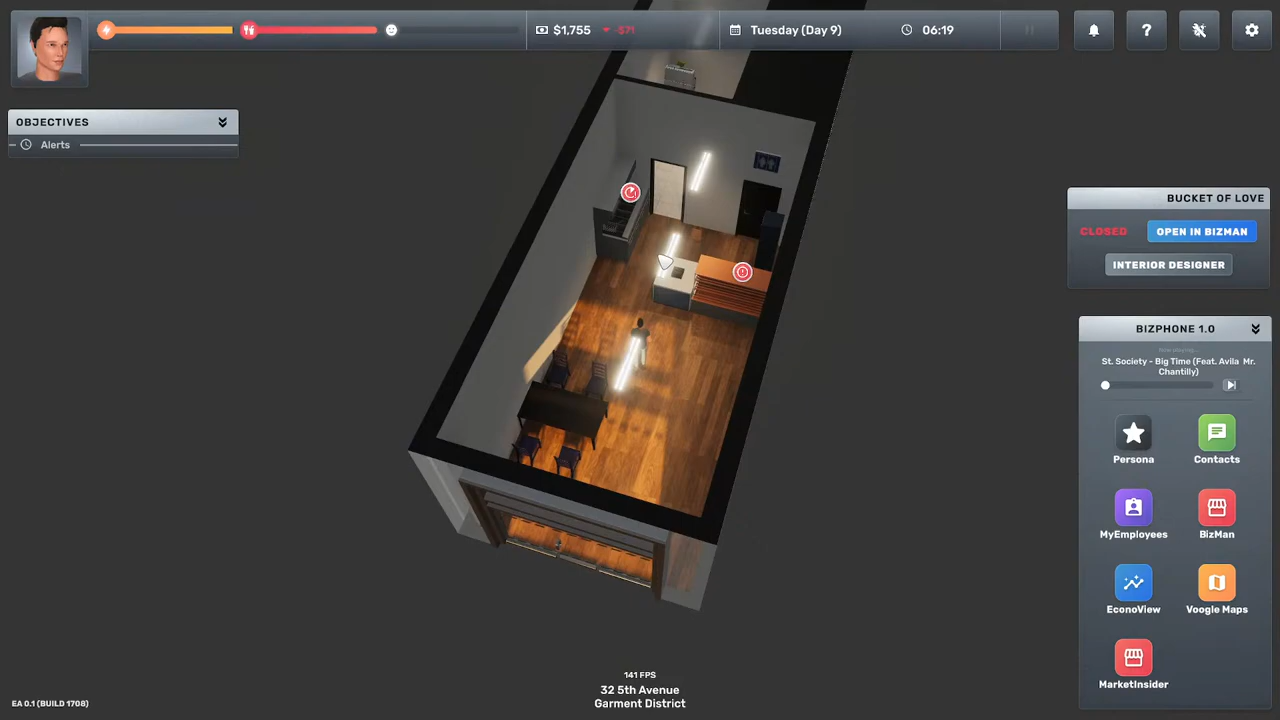 $1,755
-$71
Tuesday (Day 9)
06:19
?
OBJECTIVES
Alerts
BUCKET OF LOVE
CLOSED
OPEN IN BIZMAN
INTERIOR DESIGNER
BIZPHONE 1.0
St. Society - Big Time (Feat. Avila Mr.
Chantilly)
Persona
Contacts
MyEmployees
BizMan
EconoView
Voogle Maps
MarketInsider
141 FPS
32 5th Avenue
Garment District
EA 0.1 (BUILD 1708)